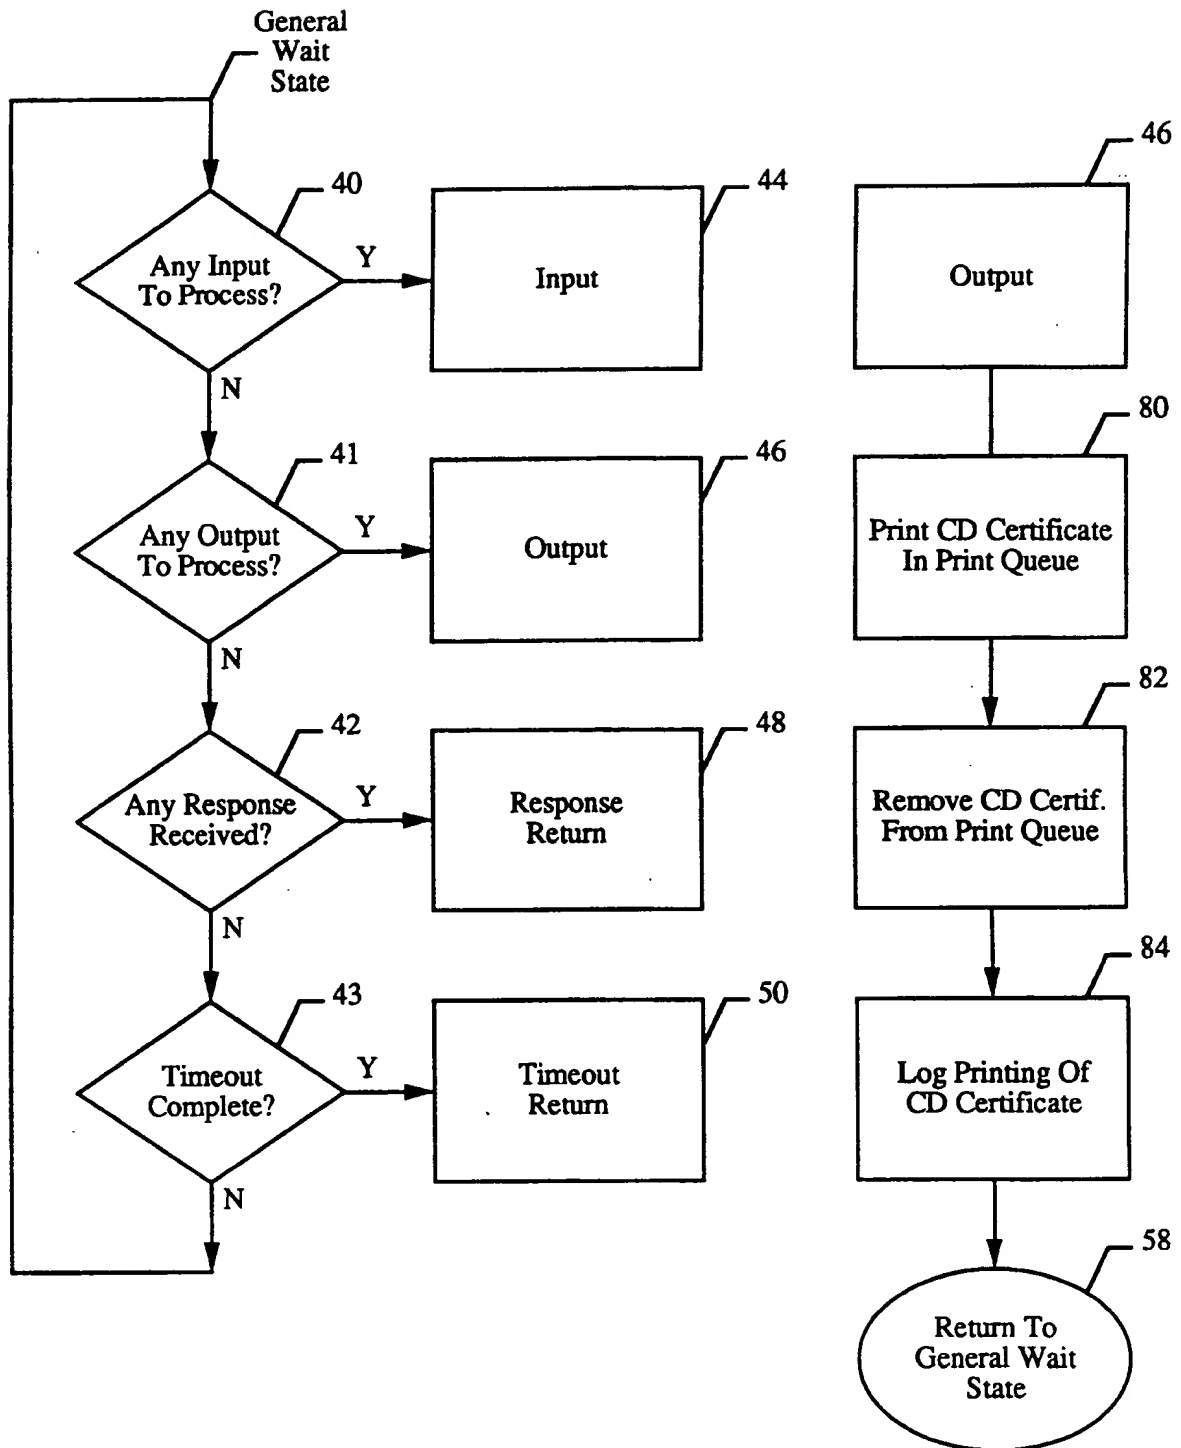 General
Wait
State
40
Any Input
To Process?
Y
N
44
Input
41
Any Output
To Process?
Y
N
46
Output
42
Any Response
Received?
Y
N
48
Response
Return
43
Timeout
Complete?
Y
N
50
Timeout
Return
46
Output
80
Print CD Certificate
In Print Queue
82
Remove CD Certif.
From Print Queue
84
Log Printing Of
CD Certificate
58
Return To
General Wait
State